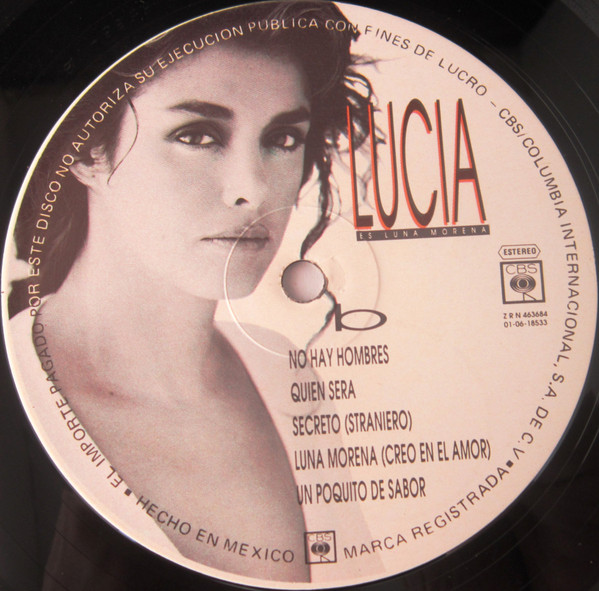 EL IMPORTE PAGADO POR ESTE DISCO NO AUTORIZA SU EJECUCION PUBLICA CON FINES DE LUCRO - CBS/COLUMBIA INTERNACIONAL, S.A. DE C.V.
LUCIA
ES LUNA MORENA
ESTEREO
CBS
Z R N 463684
01-06-18533
b
NO HAY HOMBRES
QUIEN SERA
SECRETO (STRANIERO)
LUNA MORENA (CREO EN EL AMOR)
UN POQUITO DE SABOR
HECHO EN MEXICO
CBS
MARCA REGISTRADA